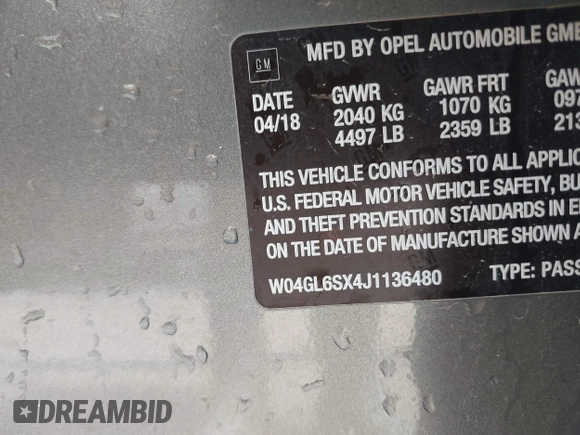 GM
MFD BY OPEL AUTOMOBILE GMB
DATE GVWR GAWR FRT GAW
04/18 2040 KG 1070 KG 097
4497 LB 2359 LB 213
THIS VEHICLE CONFORMS TO ALL APPLIC
U.S. FEDERAL MOTOR VEHICLE SAFETY, BU
AND THEFT PREVENTION STANDARDS IN E
ON THE DATE OF MANUFACTURE SHOWN A
W04GL6SX4J1136480 TYPE: PASS
DREAMBID